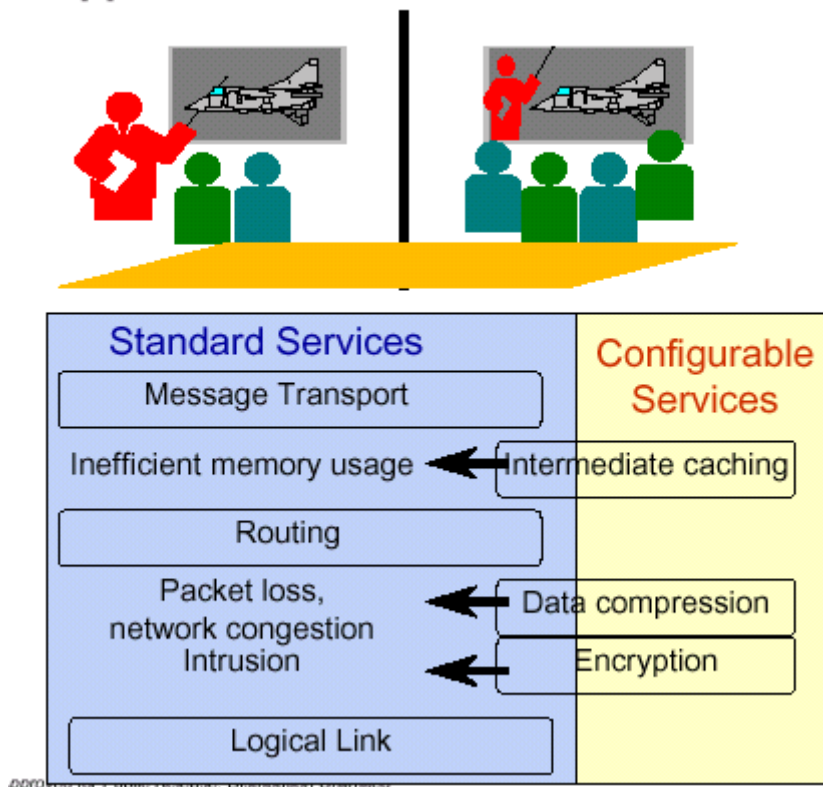 Standard Services
Configurable
Services
Message Transport
Inefficient memory usage
Intermediate caching
Routing
Packet loss,
network congestion
Data compression
Intrusion
Encryption
Logical Link